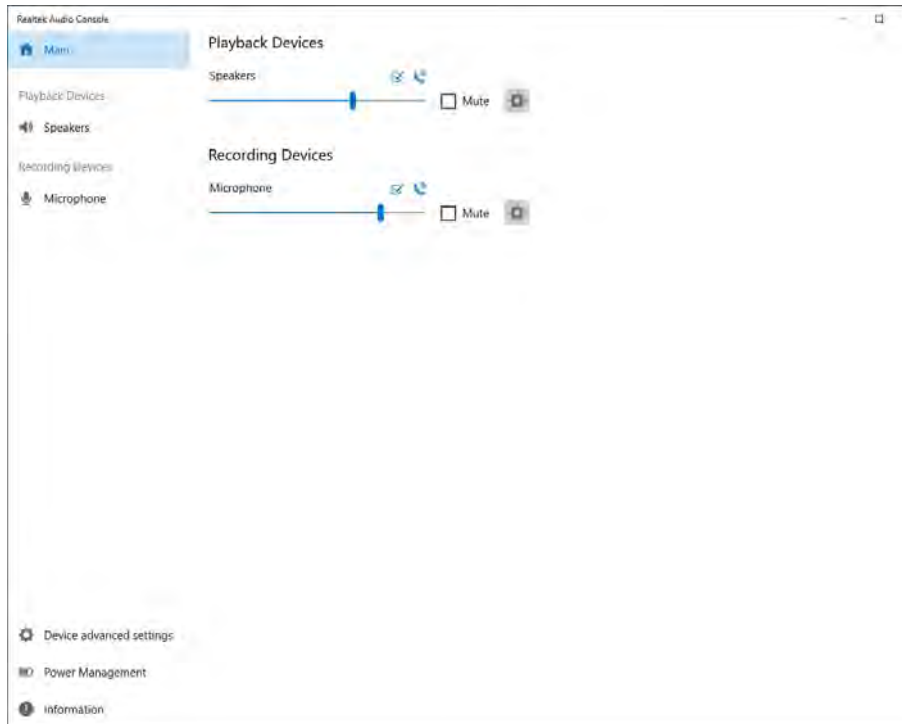 Realtek Audio Console
Main
Playback Devices
Speakers
Recording Devices
Microphone
Device advanced settings
Power Management
Information
Playback Devices
Speakers
Mute
Recording Devices
Microphone
Mute